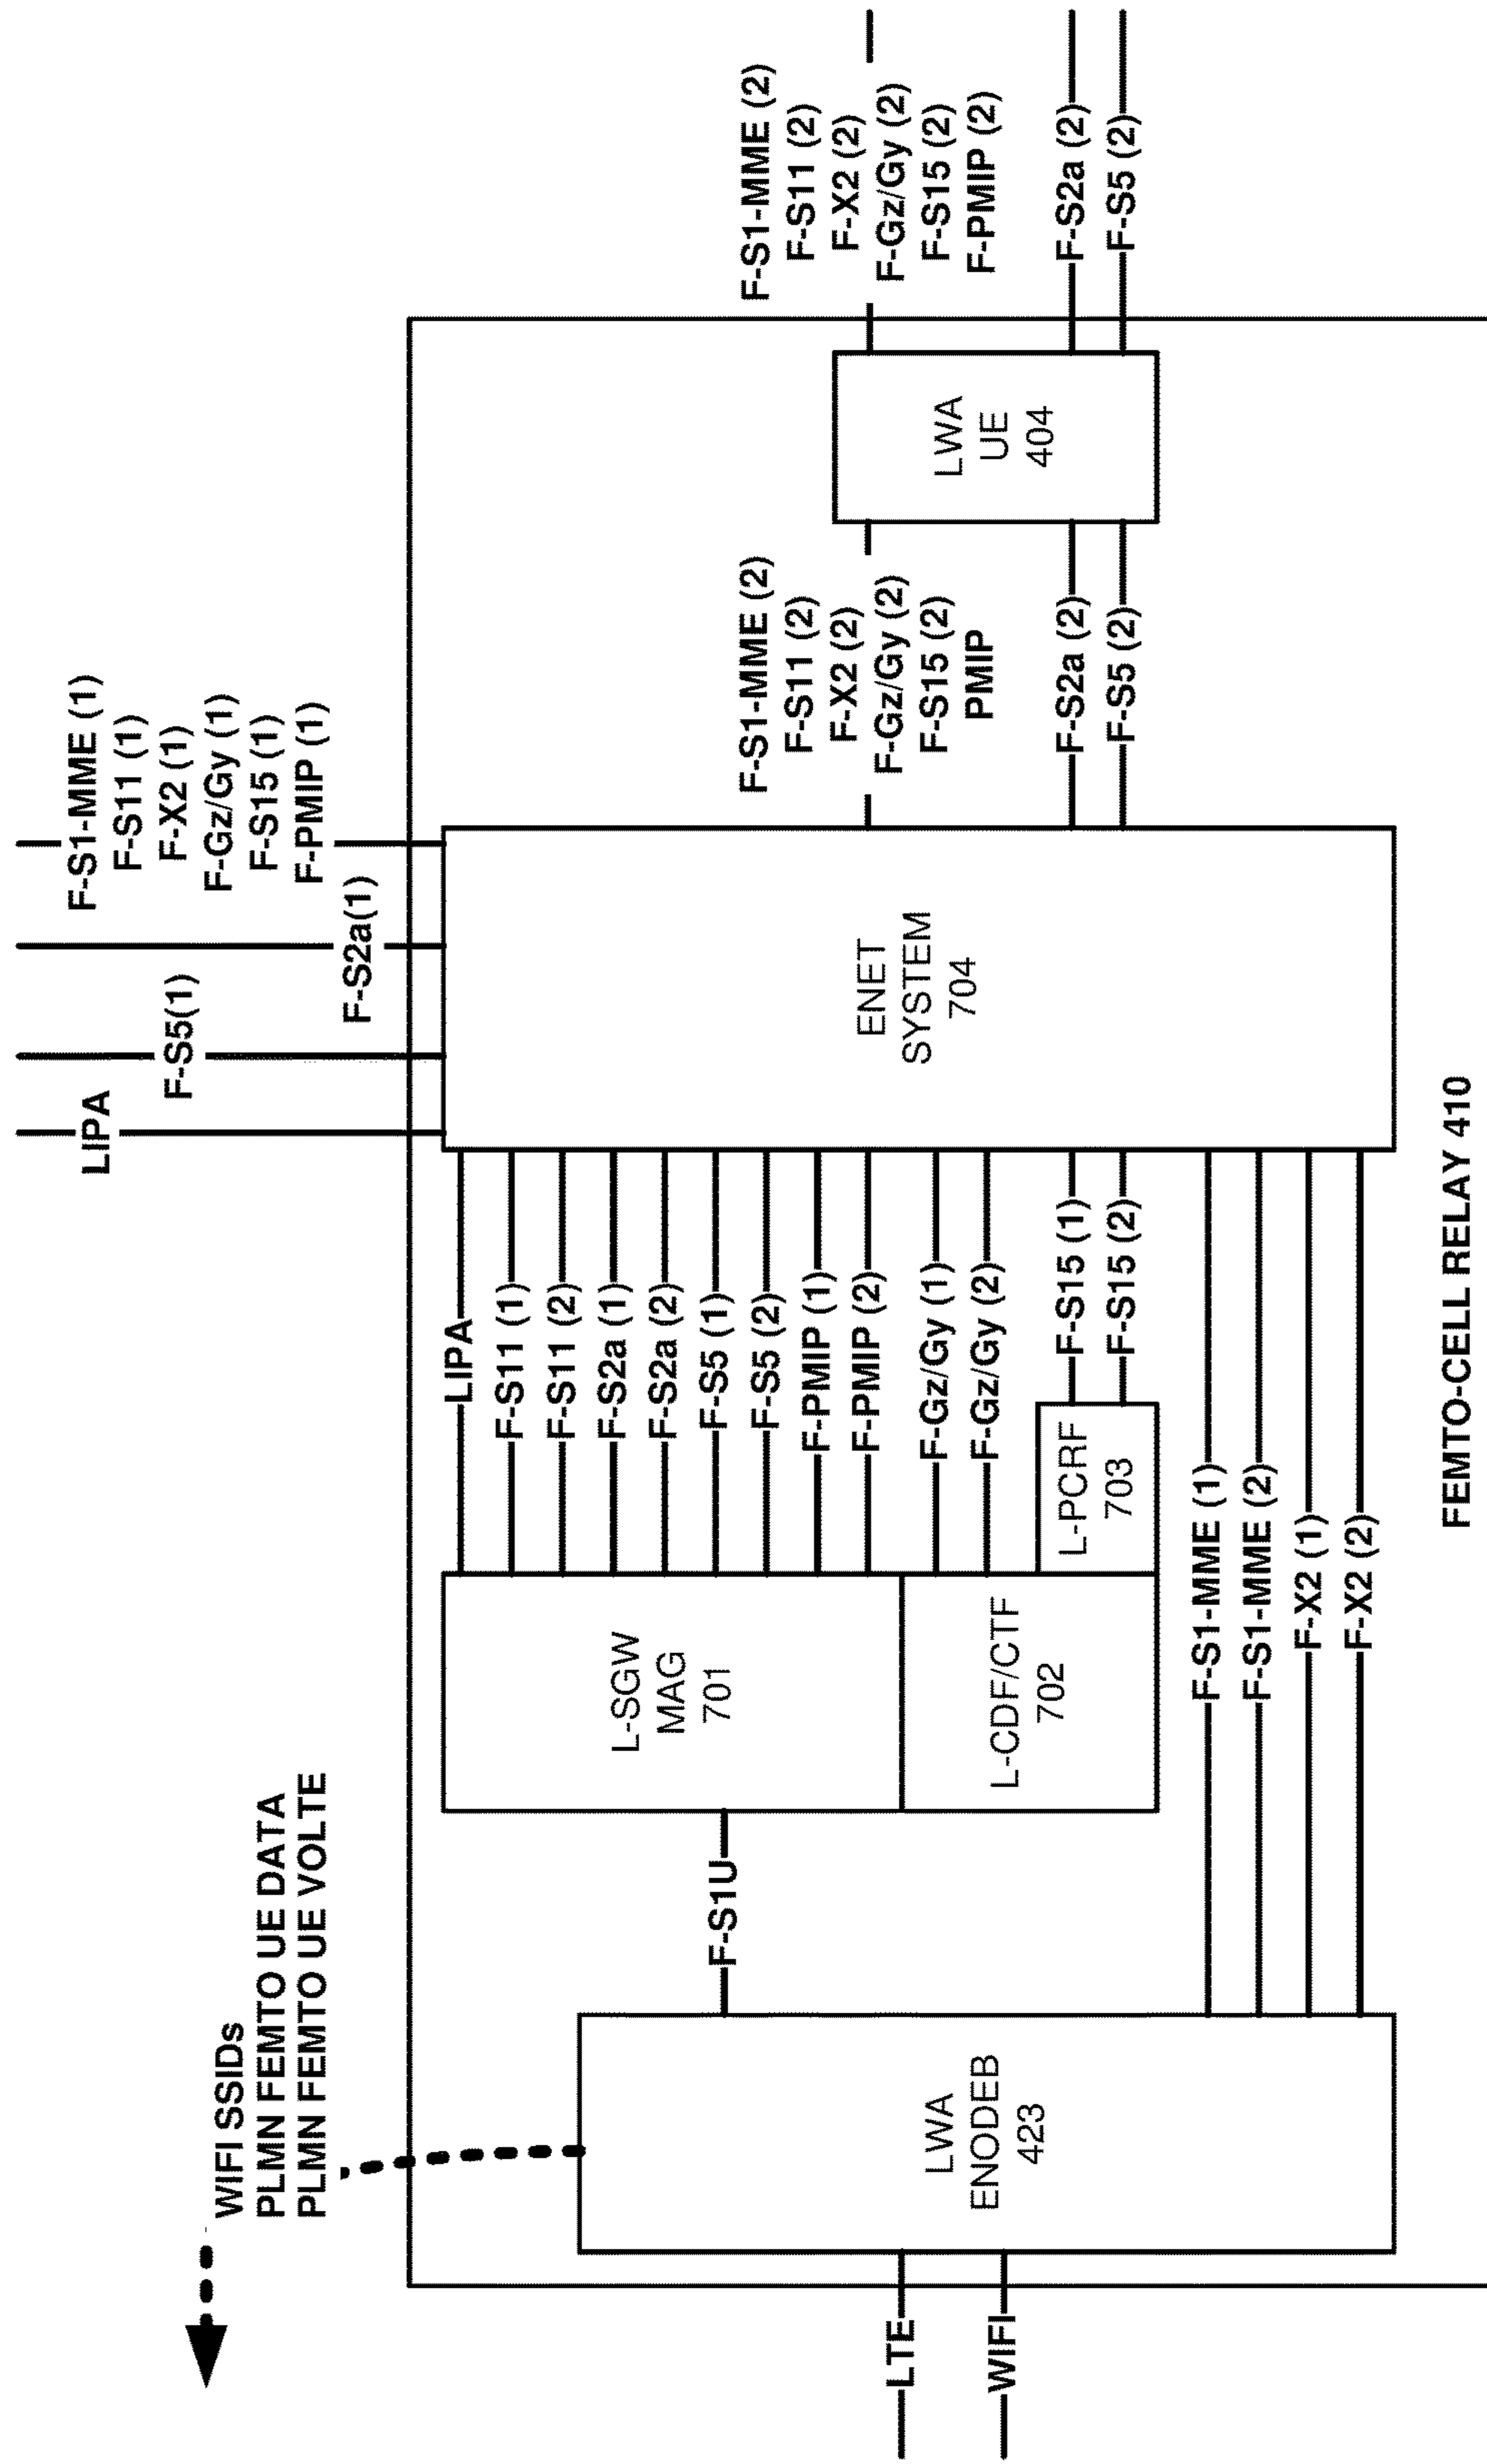 WIFI SSIDs
PLMN FEMTO UE DATA
PLMN FEMTO UE VOLTE
LIPA
F-S5(1)
F-S2a(1)
F-S1-MME (1)
F-S11 (1)
F-X2 (1)
F-Gz/Gy (1)
F-S15 (1)
F-PMIP (1)
LTE
WIFI
LWA
ENODEB
423
F-S1U
L-SGW
MAG
701
L-CDF/CTF
702
L-PCRF
703
LIPA
F-S11 (1)
F-S11 (2)
F-S2a (1)
F-S2a (2)
F-S5 (1)
F-S5 (2)
F-PMIP (1)
F-PMIP (2)
F-Gz/Gy (1)
F-Gz/Gy (2)
F-S15 (1)
F-S15 (2)
F-S1-MME (1)
F-S1-MME (2)
F-X2 (1)
F-X2 (2)
ENET
SYSTEM
704
F-S1-MME (2)
F-S11 (2)
F-X2 (2)
F-Gz/Gy (2)
F-S15 (2)
PMIP
F-S2a (2)
F-S5 (2)
LWA
UE
404
F-S1-MME (2)
F-S11 (2)
F-X2 (2)
F-Gz/Gy (2)
F-S15 (2)
F-PMIP (2)
F-S2a (2)
F-S5 (2)
FEMTO-CELL RELAY 410